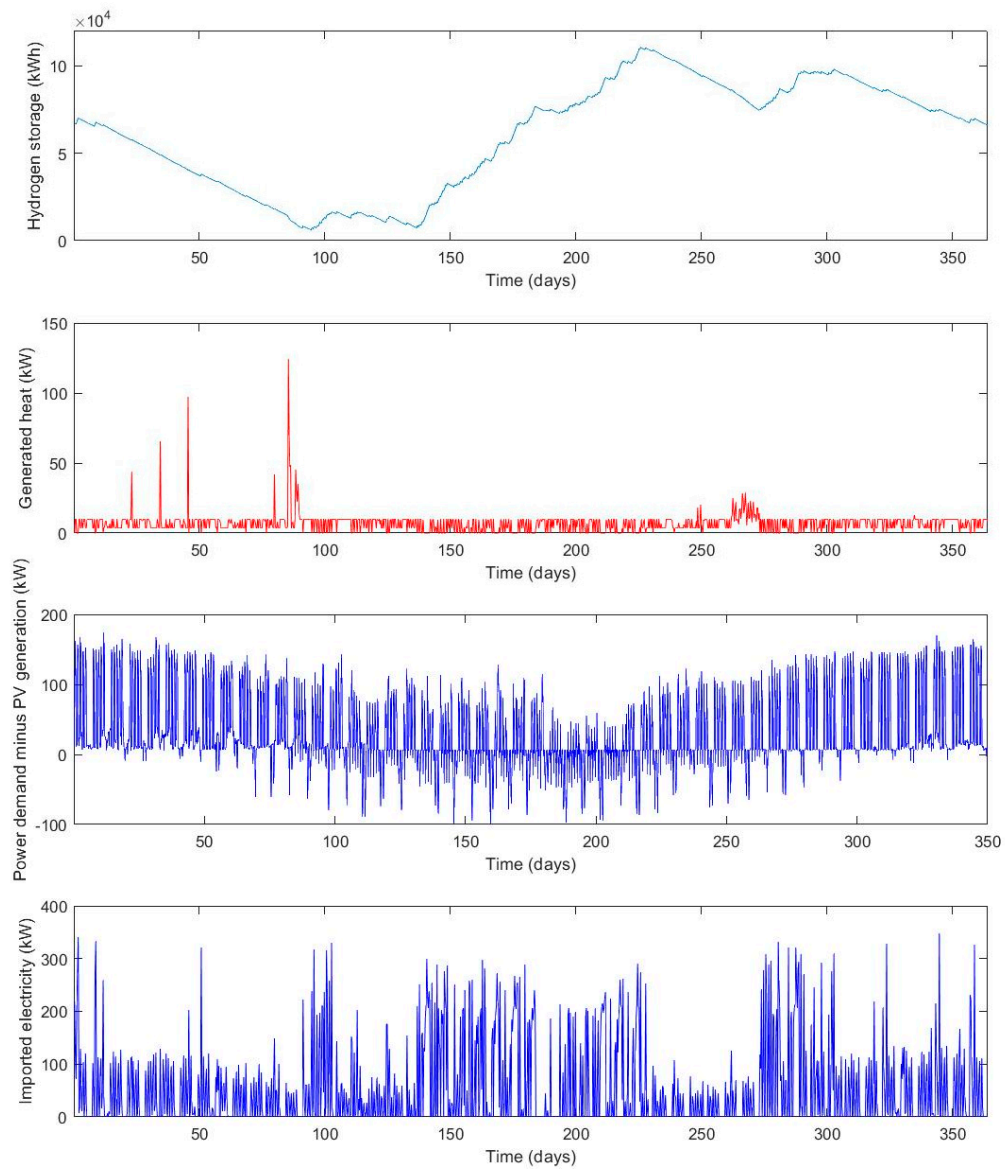 ×10⁴
Hydrogen storage (kWh)
10
5
0
50 100 150 200 250 300 350
Time (days)
Generated heat (kW)
150
100
50
0
50 100 150 200 250 300 350
Time (days)
Power demand minus PV generation (kW)
200
100
0
-100
50 100 150 200 250 300 350
Time (days)
Imported electricity (kW)
400
300
200
100
0
50 100 150 200 250 300 350
Time (days)